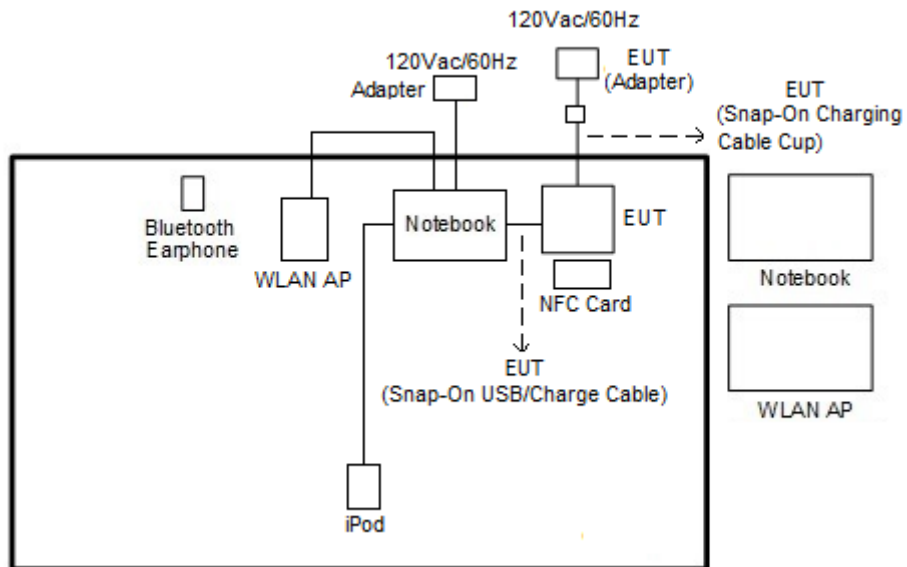 120Vac/60Hz
EUT
(Adapter)
120Vac/60Hz
Adapter
EUT
(Snap-On Charging
Cable Cup)
Bluetooth
Earphone
WLAN AP
Notebook
EUT
NFC Card
Notebook
EUT
(Snap-On USB/Charge Cable)
WLAN AP
iPod